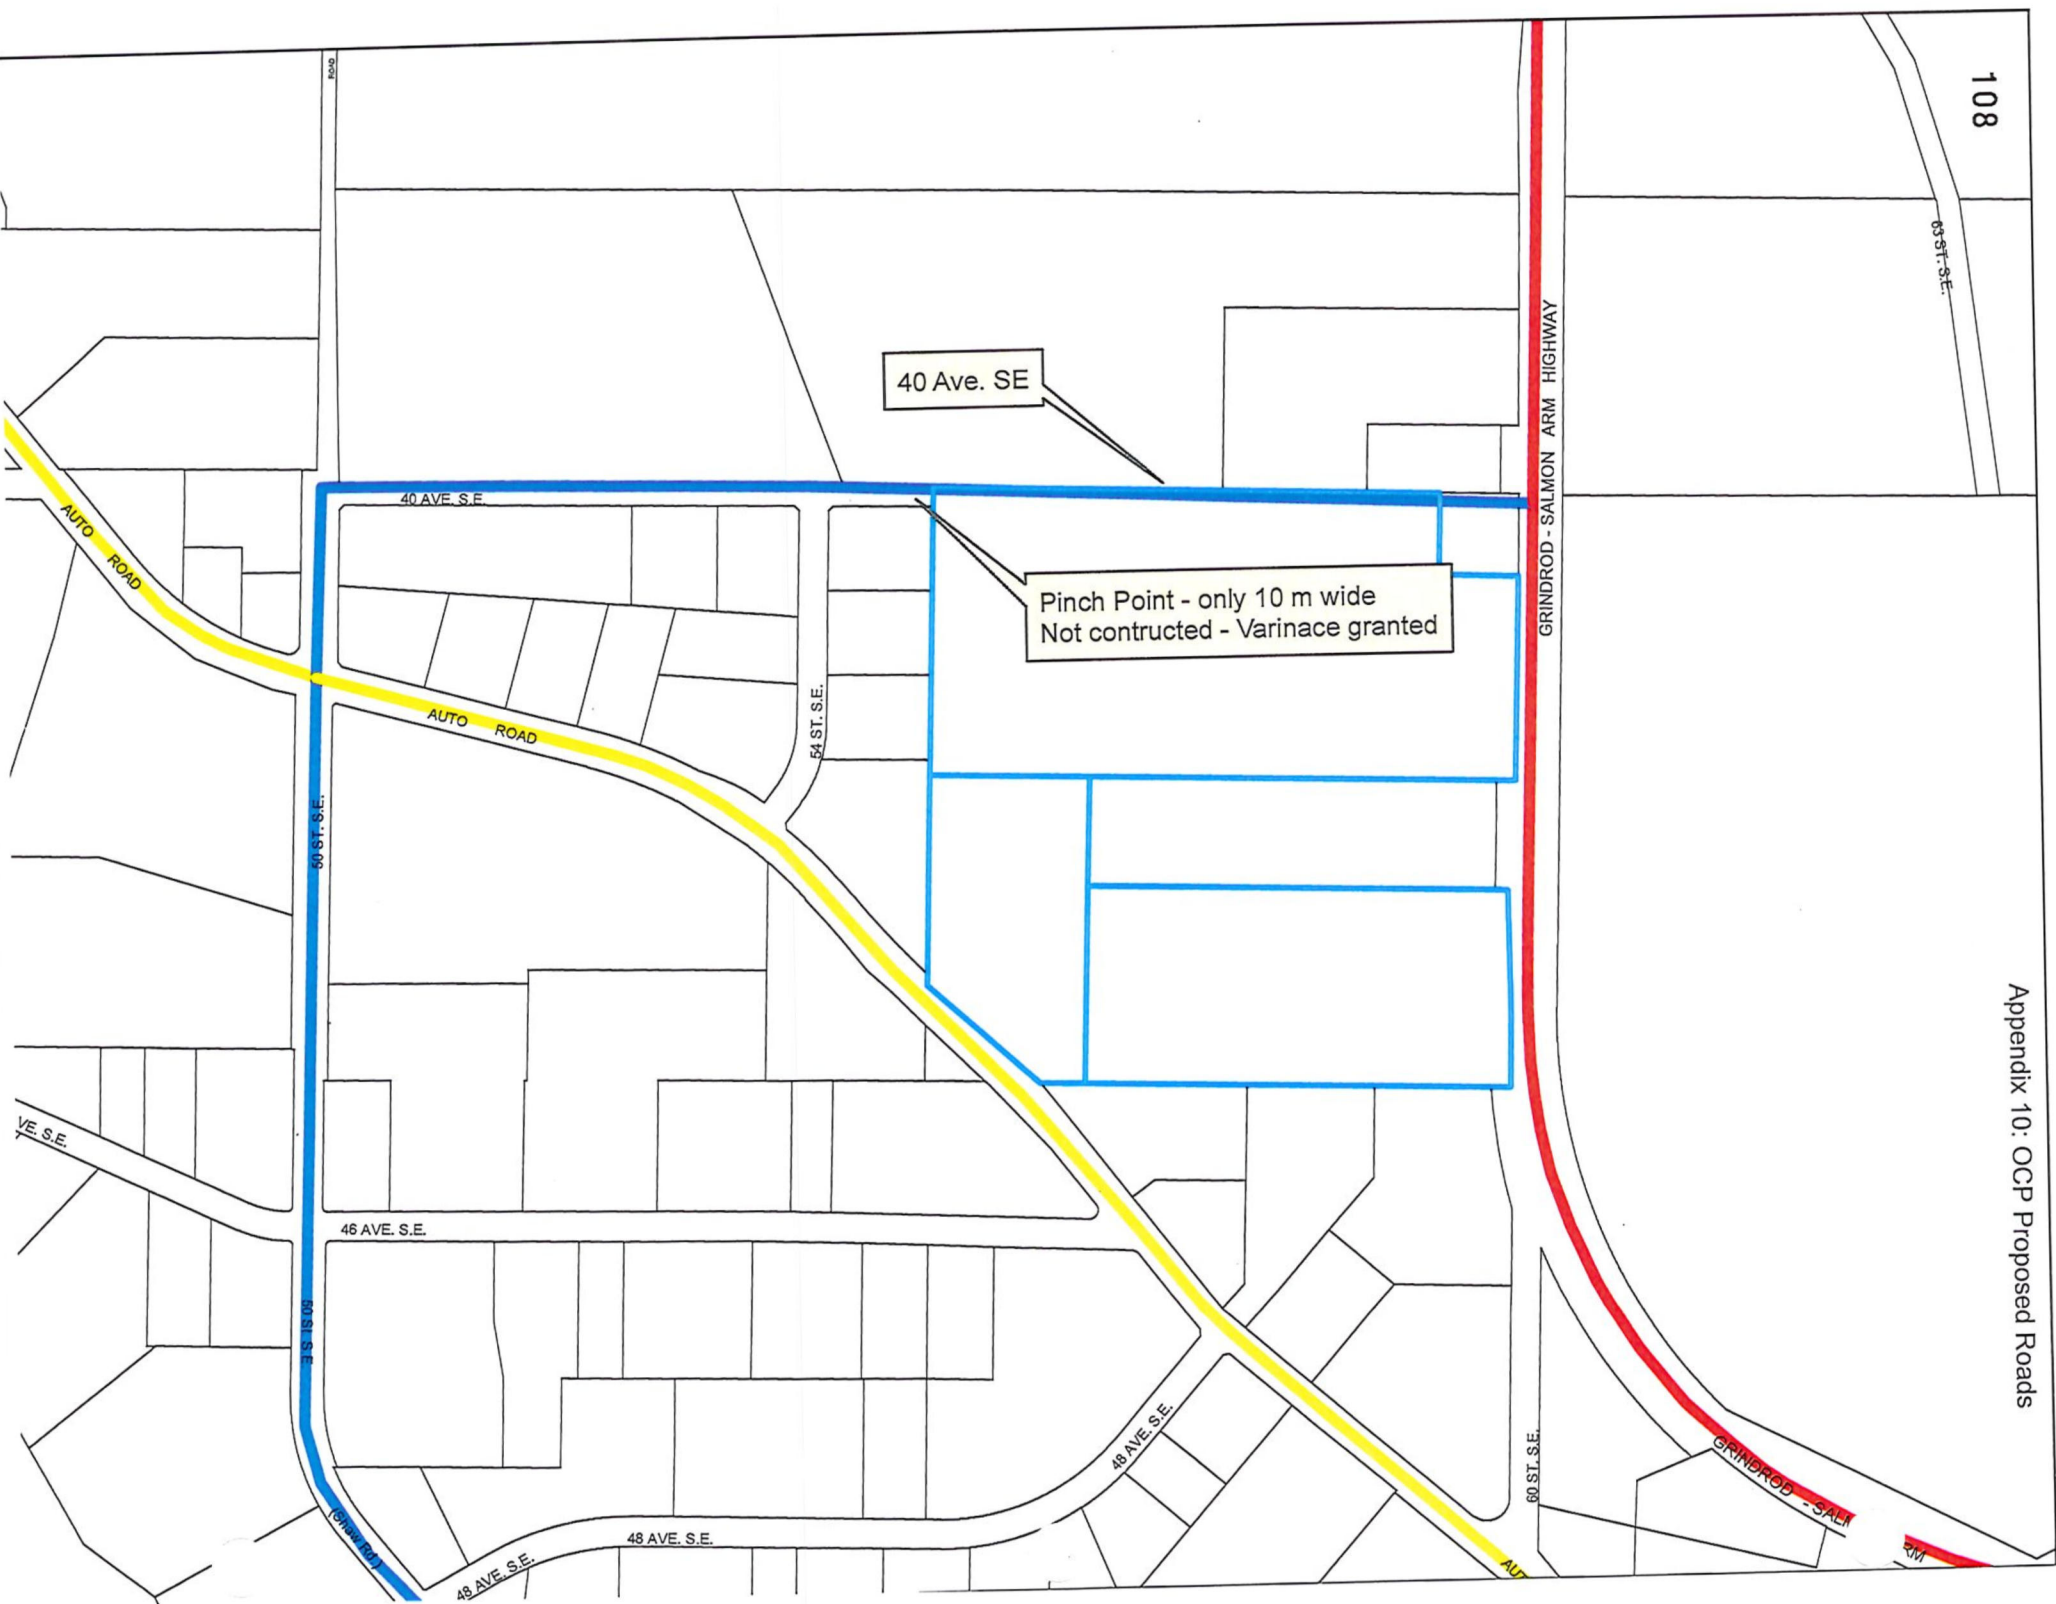 108
Appendix 10: OCP Proposed Roads
ROAD
63 ST. S.E.
GRINDROD - SALMON ARM HIGHWAY
40 Ave. SE
40 AVE. S.E.
Pinch Point - only 10 m wide
Not contructed - Varinace granted
AUTO ROAD
AUTO ROAD
54 ST. S.E.
50 ST. S.E.
VE. S.E.
46 AVE. S.E.
50 St S E
48 AVE. S.E.
60 ST. S.E.
GRINDROD - SALM
RM
(Shaw Rd.)
48 AVE. S.E.
48 AVE. S.E.
AUT